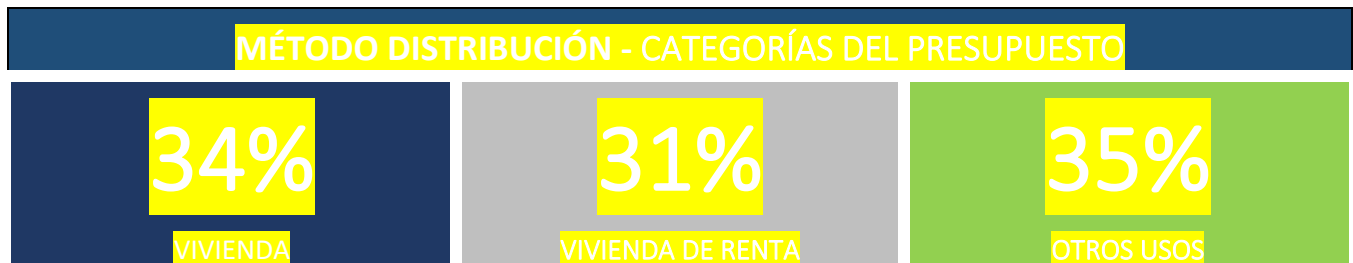 MÉTODO DISTRIBUCIÓN - CATEGORÍAS DEL PRESUPUESTO
34%
31%
35%
VIVIENDA
VIVIENDA DE RENTA
OTROS USOS